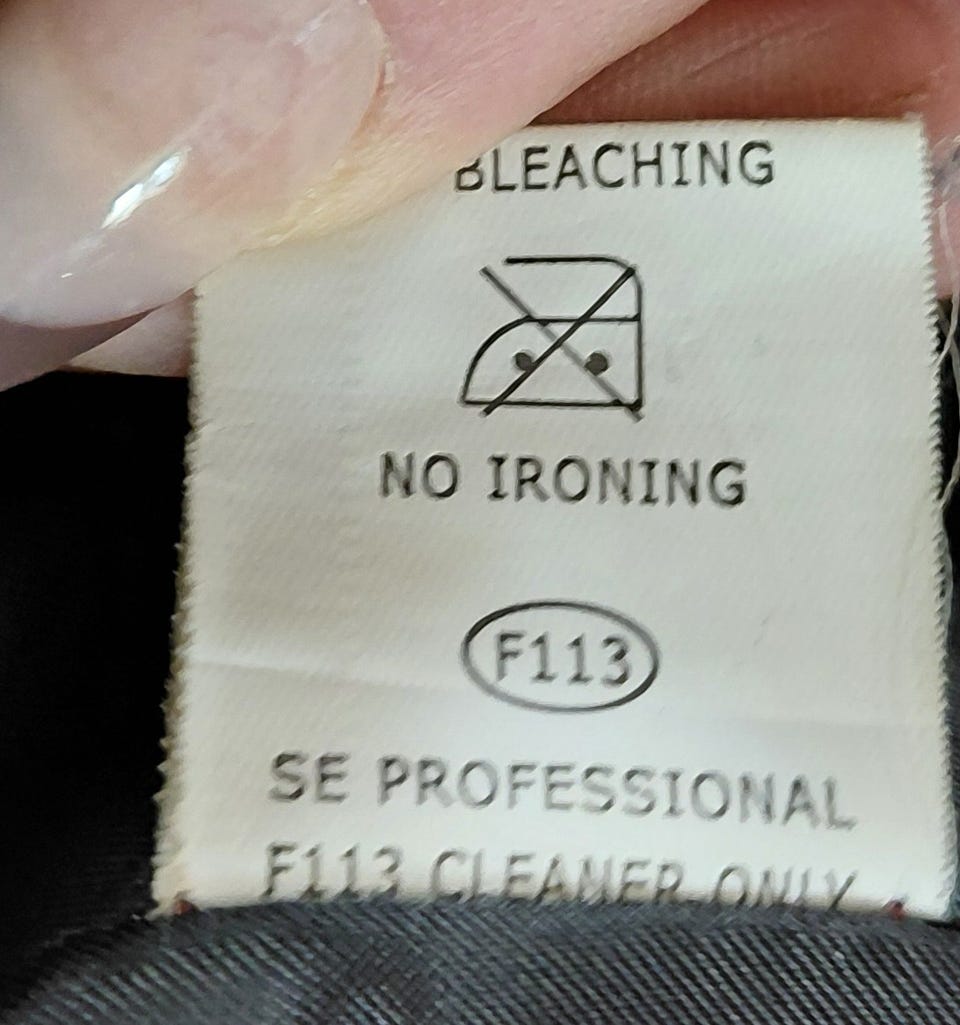 BLEACHING
NO IRONING
F113
SE PROFESSIONAL
F113 CLEANER ONLY